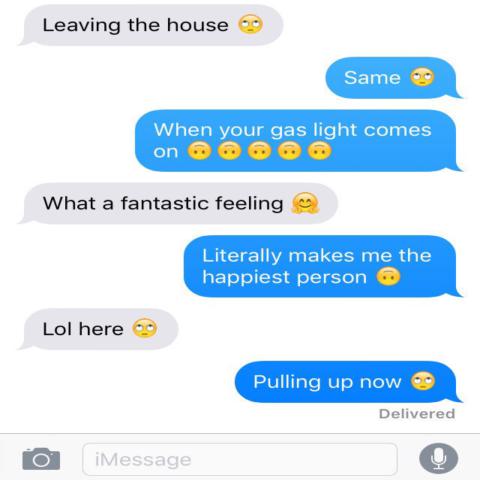 Leaving the house 🙄
Same 🙄
When your gas light comes
on 🙃🙃🙃🙃🙃
What a fantastic feeling 🤗
Literally makes me the
happiest person 🙃
Lol here 🙄
Pulling up now 🙄
Delivered
iMessage